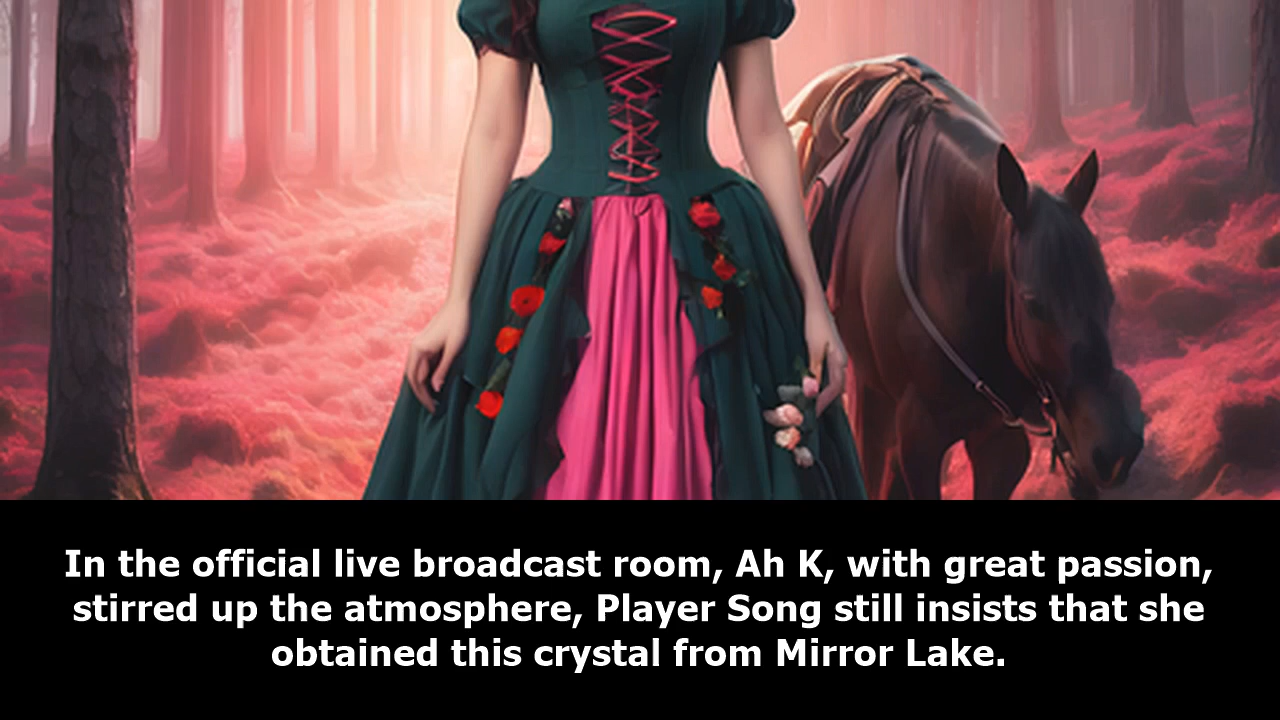 In the official live broadcast room, Ah K, with great passion,
stirred up the atmosphere, Player Song still insists that she
obtained this crystal from Mirror Lake.